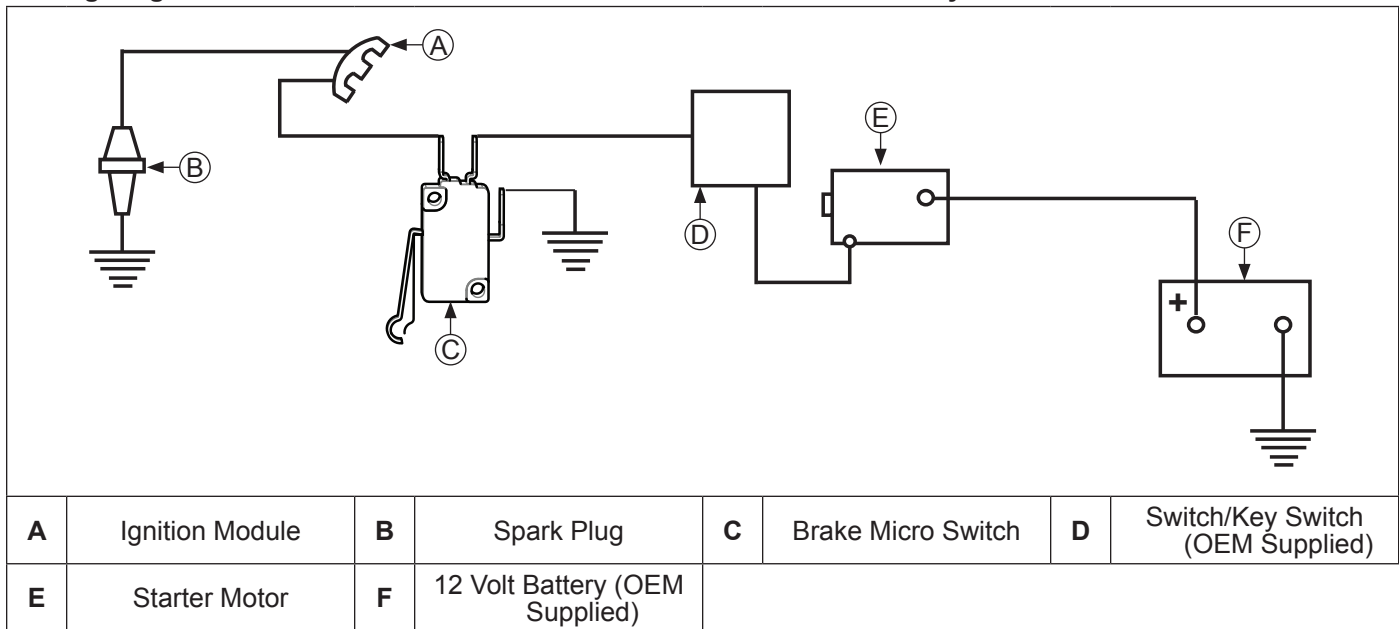 A
B
E
D
F
+
C
A Ignition Module B Spark Plug C Brake Micro Switch D Switch/Key Switch
(OEM Supplied)
E Starter Motor F 12 Volt Battery (OEM
Supplied)